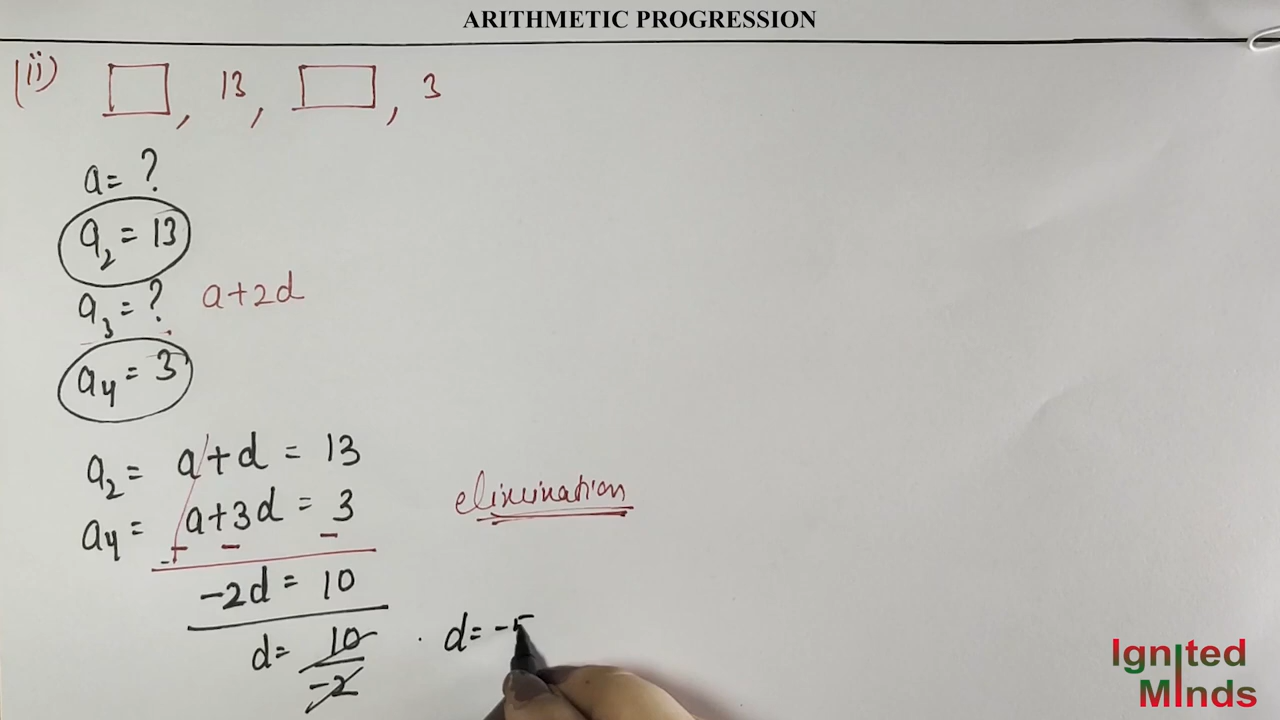 ARITHMETIC PROGRESSION
(ii) , 13, , 3
a = ?
a2 = 13
a3 = ? a+2d
a4 = 3
a2 = a+d = 13
a4 = a+3d = 3
elimination
- - -
-2d = 10
d = 10/-2 . d = -5
Ignited
Minds